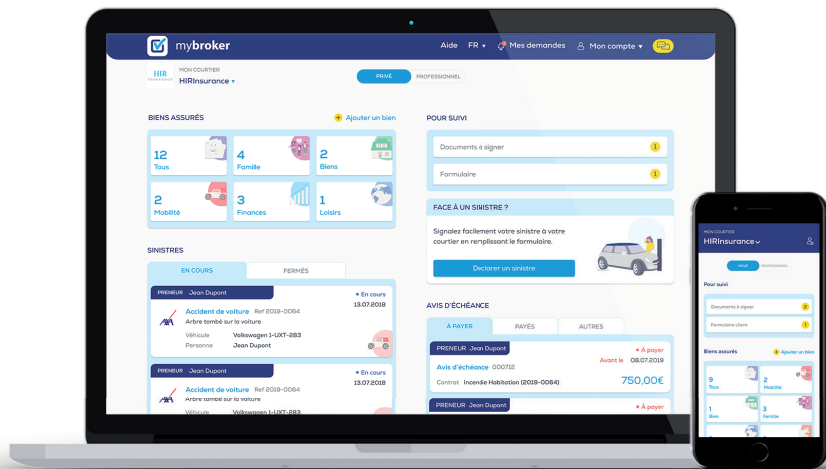 mybroker
Aide FR Mes demandes Mon compte
MON COURTIER
HIR
HIRInsurance
PRIVÉ PROFESSIONNEL
BIENS ASSURÉS
Ajouter un bien
12
Tous
4
Famille
2
Biens
2
Mobilité
3
Finances
1
Loisirs
SINISTRES
EN COURS FERMÉS
PRENEUR Jean Dupont
• En cours
13.07.2018
AXA
Accident de voiture Ref 2019-0064
Arbre tombé sur la voiture
Véhicule Volkswagen 1-UXT-283
Personne Jean Dupont
PRENEUR Jean Dupont
• En cours
13.07.2018
AXA
Accident de voiture Ref 2019-0064
Arbre tombé sur la voiture
Véhicule Volkswagen 1-UXT-283
POUR SUIVI
Documents à signer 1
Formulaire 1
FACE À UN SINISTRE ?
Signalez facilement votre sinistre à votre
courtier en remplissant le formulaire.
Declarer un sinistre
AVIS D'ÉCHÉANCE
À PAYER PAYÉS AUTRES
PRENEUR Jean Dupont
• À payer
Avant le 08.07.2019
Avis d'échéance 000712
Contrat Incendie Habitation (2019-0064)
750,00€
PRENEUR Jean Dupont
• À payer
MON COURTIER
HIRInsurance
PRIVÉ PROFESSIONNEL
Pour suivi
Documents à signer 2
Formulaire client 1
Biens assurés
Ajouter un bien
9
Tous
2
Mobilité
1
Bien
3
Famille